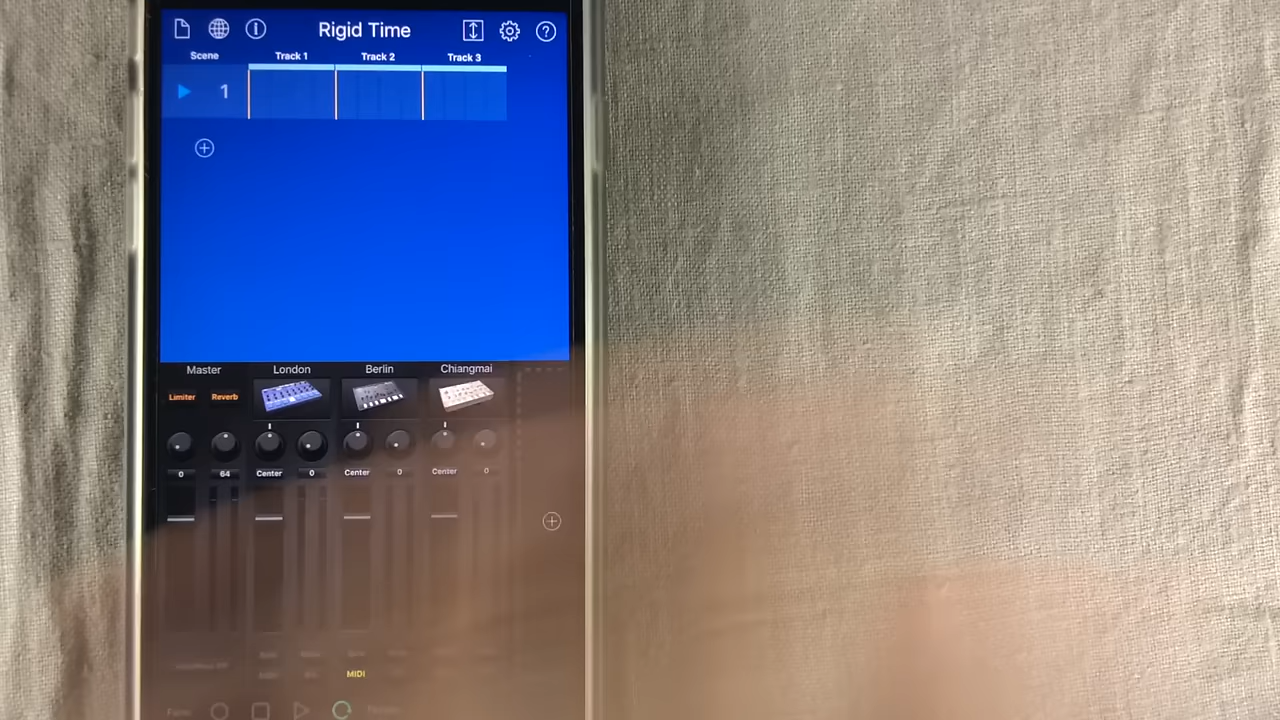 Rigid Time
Scene Track 1 Track 2 Track 3
1
Master London Berlin Chiangmai
Limiter Reverb
0 64 Center 0 Center 0 Center 0
MIDI